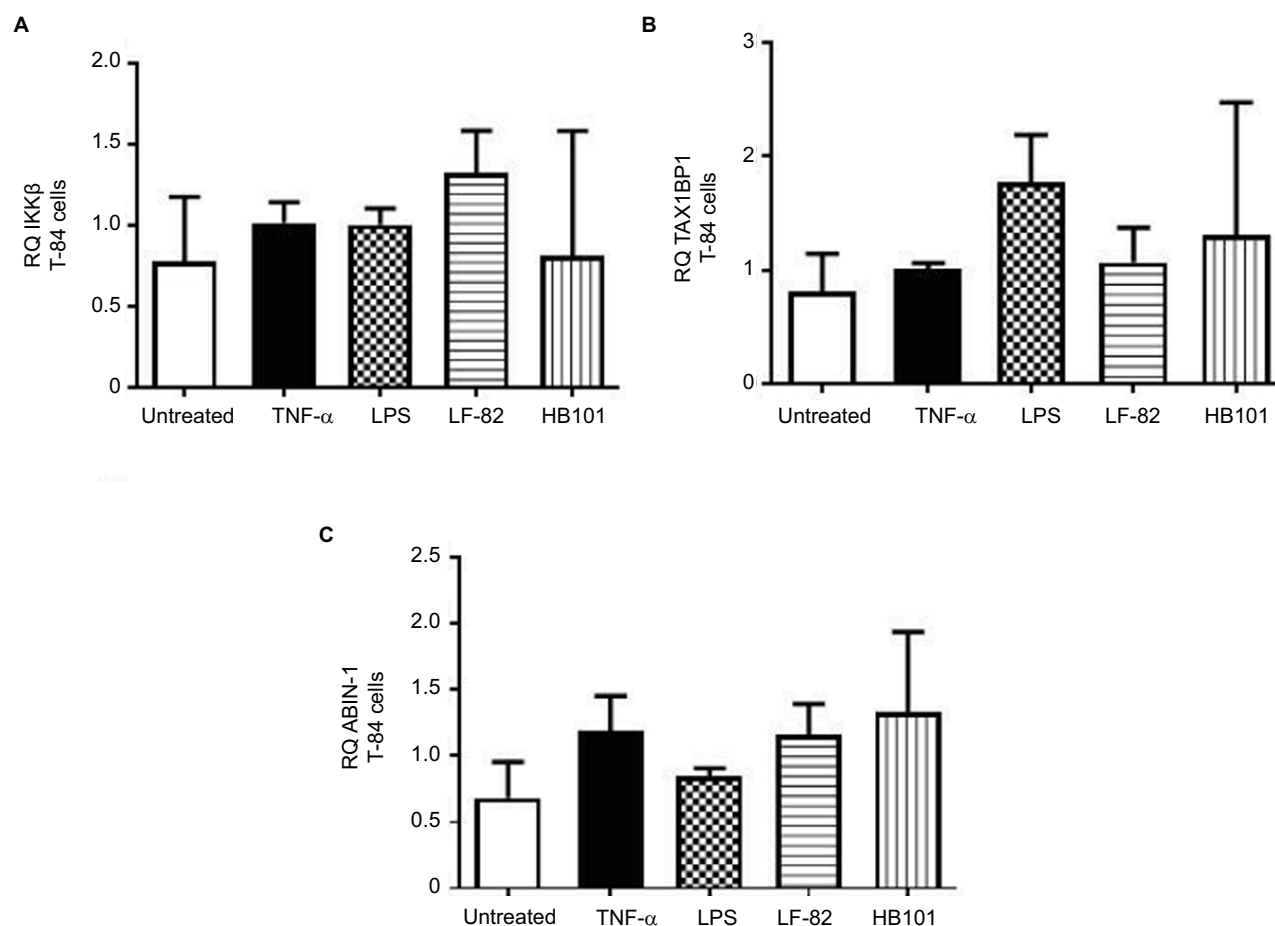 A
RQ IKKβ
T-84 cells
2.0
1.5
1.0
0.5
0
Untreated TNF-α LPS LF-82 HB101
B
RQ TAX1BP1
T-84 cells
3
2
1
0
Untreated TNF-α LPS LF-82 HB101
C
RQ ABIN-1
T-84 cells
2.5
2.0
1.5
1.0
0.5
0
Untreated TNF-α LPS LF-82 HB101